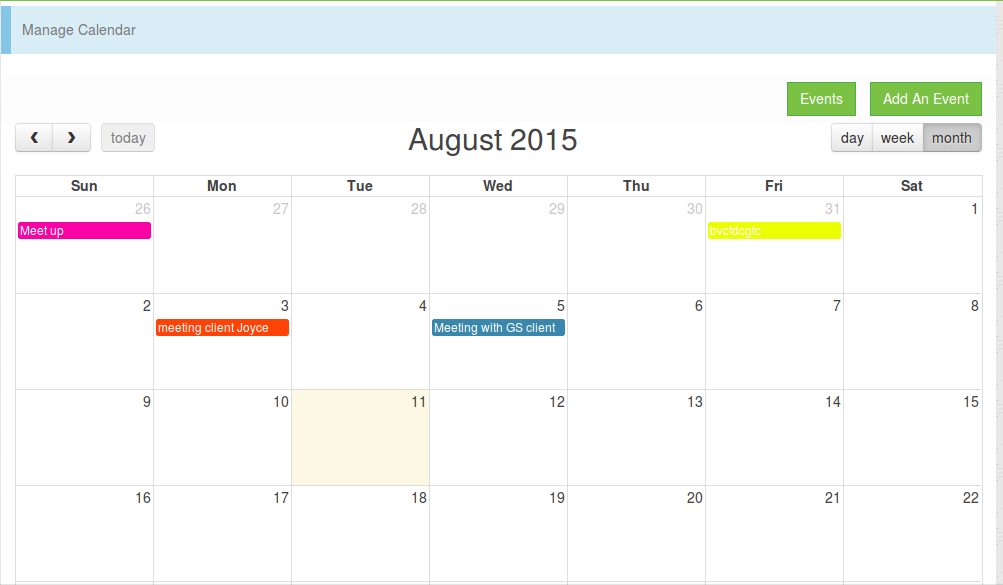 Manage Calendar
Events Add An Event
today August 2015 day week month
Sun Mon Tue Wed Thu Fri Sat
26 27 28 29 30 31 1
Meet up bvcfdcgfc
2 3 4 5 6 7 8
meeting client Joyce Meeting with GS client
9 10 11 12 13 14 15
16 17 18 19 20 21 22